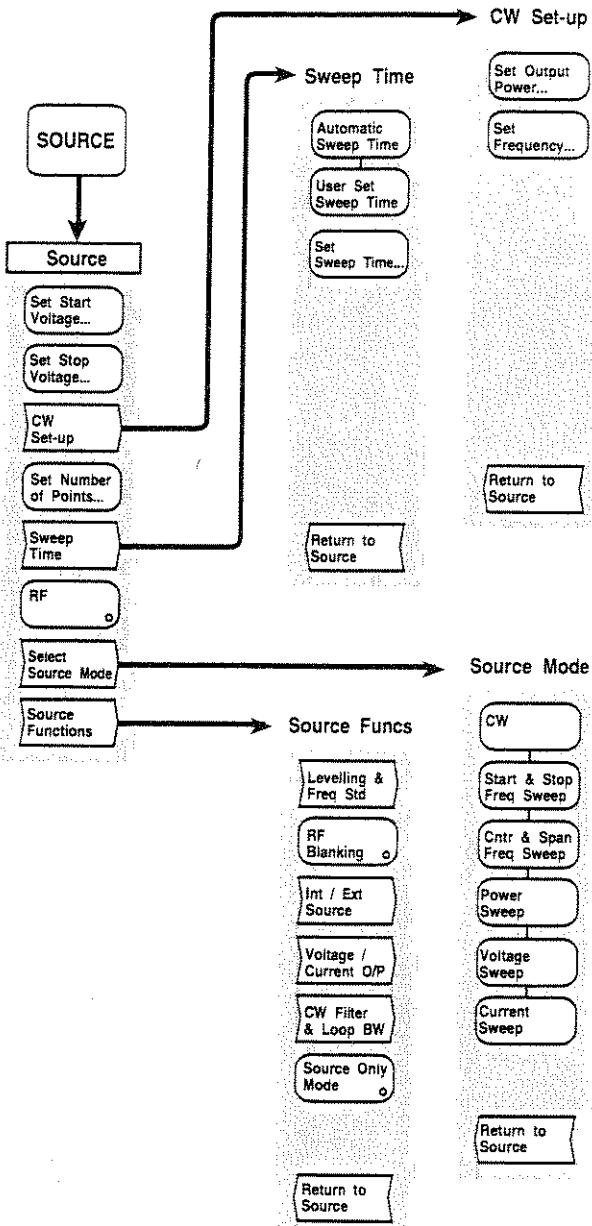 SOURCE
Source
Set Start
Voltage...
Set Stop
Voltage...
CW
Set-up
Set Number
of Points...
Sweep
Time
RF
Select
Source Mode
Source
Functions
Sweep Time
Automatic
Sweep Time
User Set
Sweep Time
Set
Sweep Time...
Return to
Source
CW Set-up
Set Output
Power...
Set
Frequency...
Return to
Source
Source Funcs
Levelling &
Freq Std
RF
Blanking
Int / Ext
Source
Voltage /
Current O/P
CW Filter
& Loop BW
Source Only
Mode
Return to
Source
Source Mode
CW
Start & Stop
Freq Sweep
Cntr & Span
Freq Sweep
Power
Sweep
Voltage
Sweep
Current
Sweep
Return to
Source